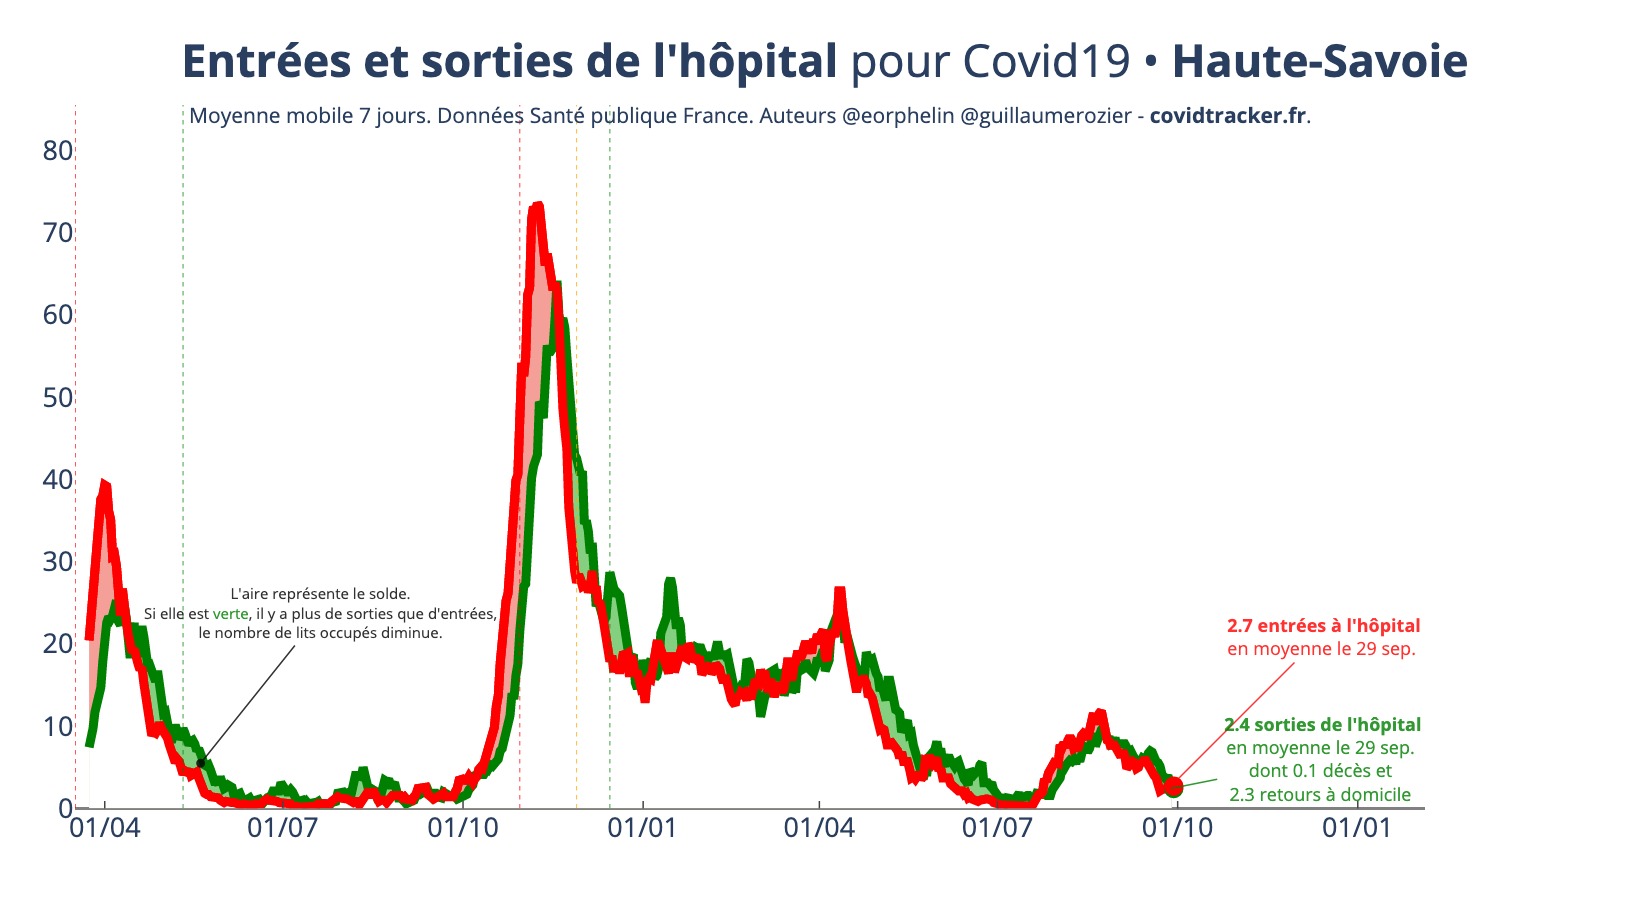 Entrées et sorties de l'hôpital pour Covid19 • Haute-Savoie
Moyenne mobile 7 jours. Données Santé publique France. Auteurs @eorphelin @guillaumerozier - covidtracker.fr.
80
70
60
50
40
30
20
10
0
L'aire représente le solde.
Si elle est verte, il y a plus de sorties que d'entrées,
le nombre de lits occupés diminue.
2.7 entrées à l'hôpital
en moyenne le 29 sep.
2.4 sorties de l'hôpital
en moyenne le 29 sep.
dont 0.1 décès et
2.3 retours à domicile
01/04
01/07
01/10
01/01
01/04
01/07
01/10
01/01